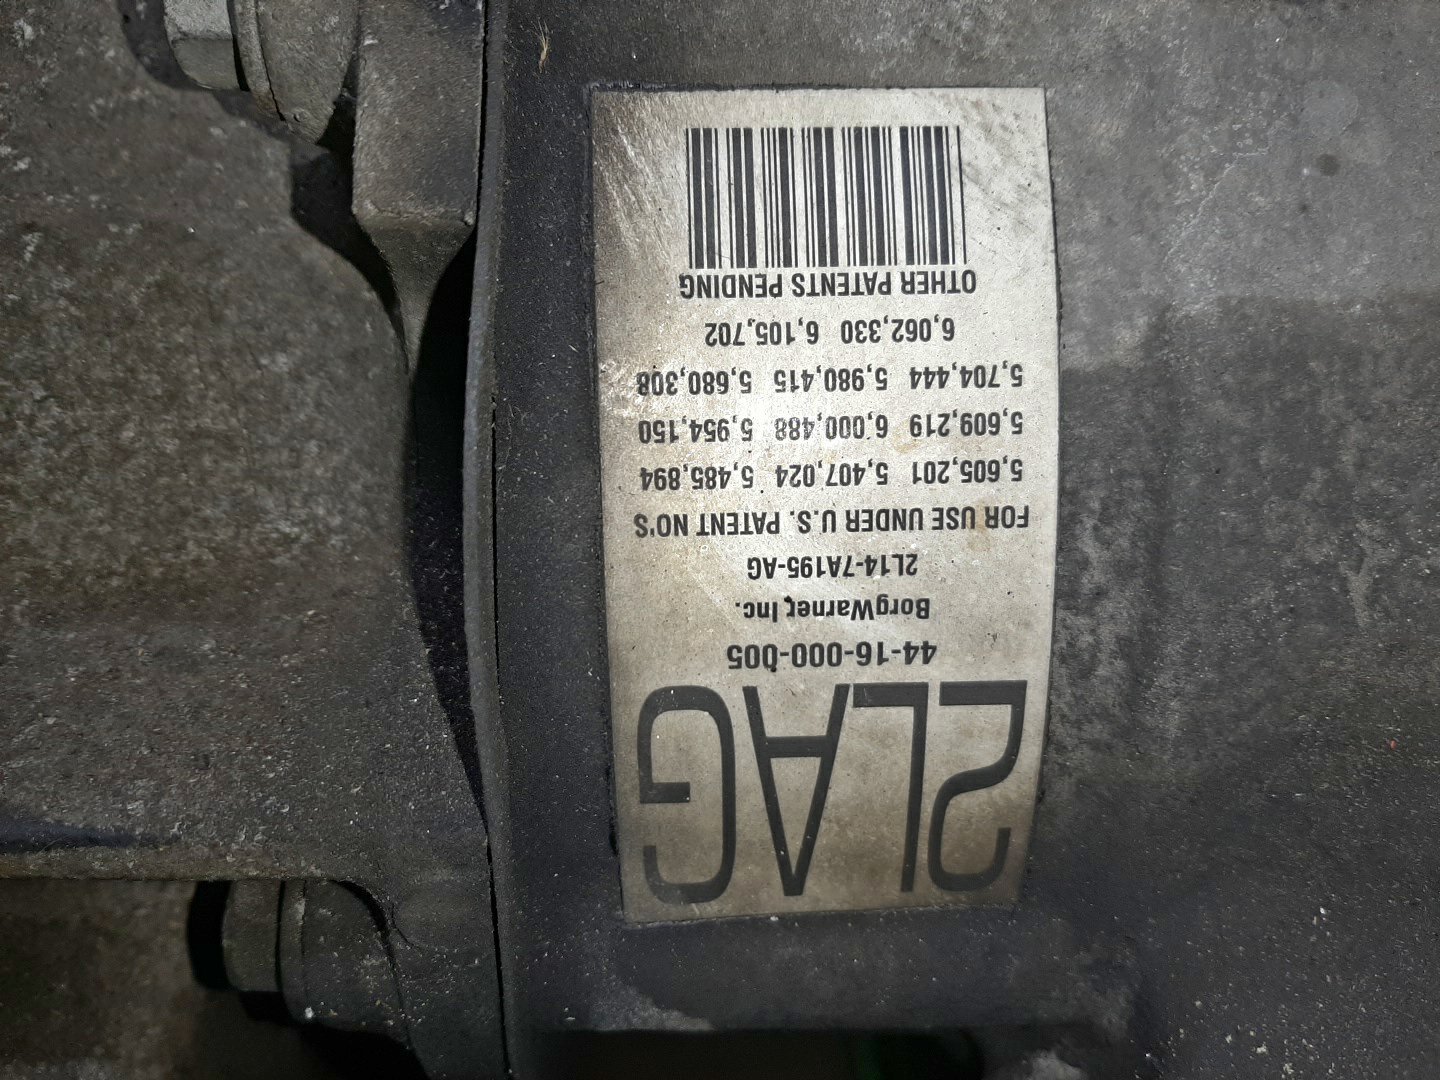 2LAG
44-16-000-005
BorgWarner, Inc.
2L14-7A195-AG
FOR USE UNDER U.S. PATENT NO'S
5,605,201 5,407,024 5,485,894
5,609,219 6,000,488 5,954,150
5,704,444 5,980,415 5,680,308
6,062,330 6,105,702
OTHER PATENTS PENDING